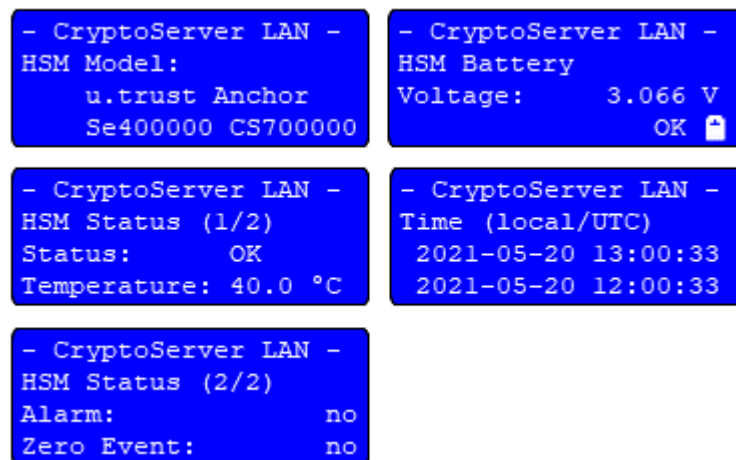 - CryptoServer LAN -
HSM Model:
u.trust Anchor
Se400000 CS700000
- CryptoServer LAN -
HSM Battery
Voltage: 3.066 V
OK
- CryptoServer LAN -
HSM Status (1/2)
Status: OK
Temperature: 40.0 °C
- CryptoServer LAN -
Time (local/UTC)
2021-05-20 13:00:33
2021-05-20 12:00:33
- CryptoServer LAN -
HSM Status (2/2)
Alarm: no
Zero Event: no